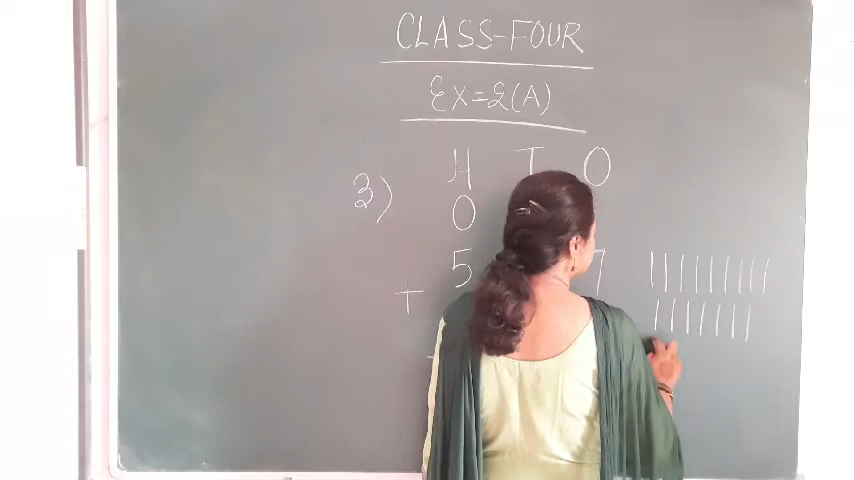 CLASS-FOUR
Ex=2(A)
3) H T O
0
5 7
+